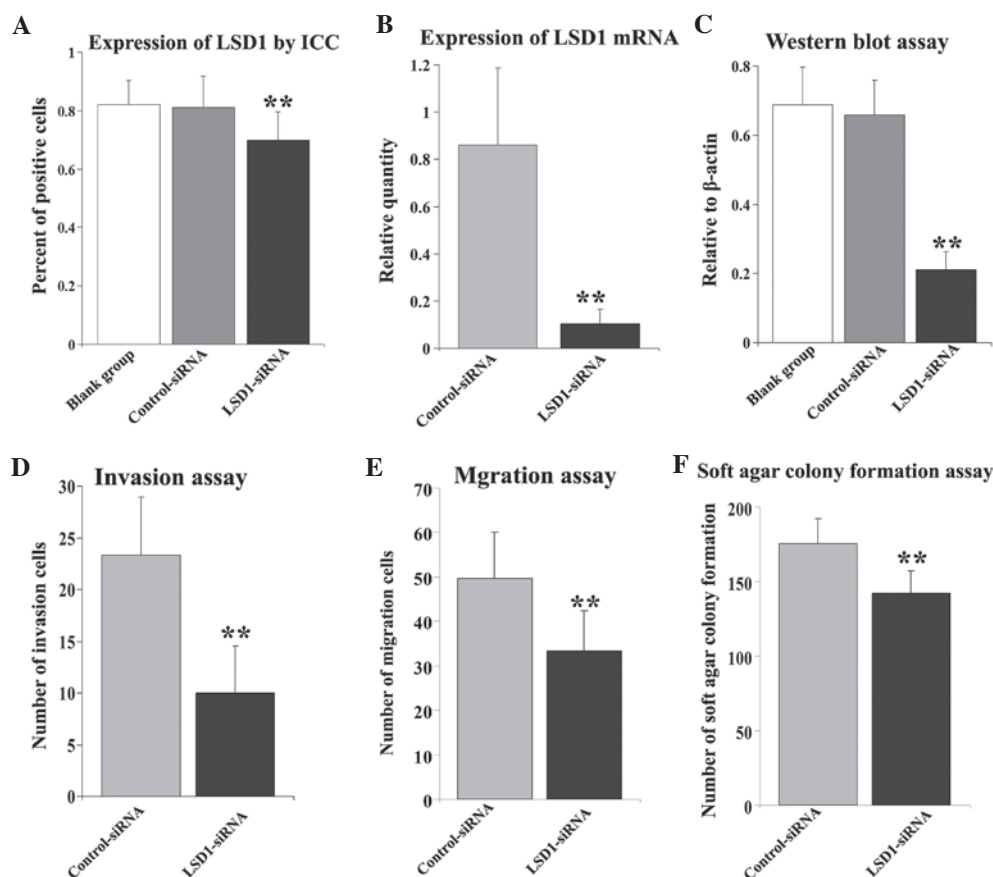 A
Expression of LSD1 by ICC
Percent of positive cells
1
0.8
0.6
0.4
0.2
0
**
Blank group
Control-siRNA
LSD1-siRNA
B
Expression of LSD1 mRNA
Relative quantity
1.2
1
0.8
0.6
0.4
0.2
0
**
Control-siRNA
LSD1-siRNA
C
Western blot assay
Relative to β-actin
0.8
0.6
0.4
0.2
0
**
Blank group
Control-siRNA
LSD1-siRNA
D
Invasion assay
Number of invasion cells
30
25
20
15
10
5
0
**
Control-siRNA
LSD1-siRNA
E
Mgration assay
Number of migration cells
70
60
50
40
30
20
10
0
**
Control-siRNA
LSD1-siRNA
F
Soft agar colony formation assay
Number of soft agar colony formation
200
150
100
50
0
**
Control-siRNA
LSD1-siRNA